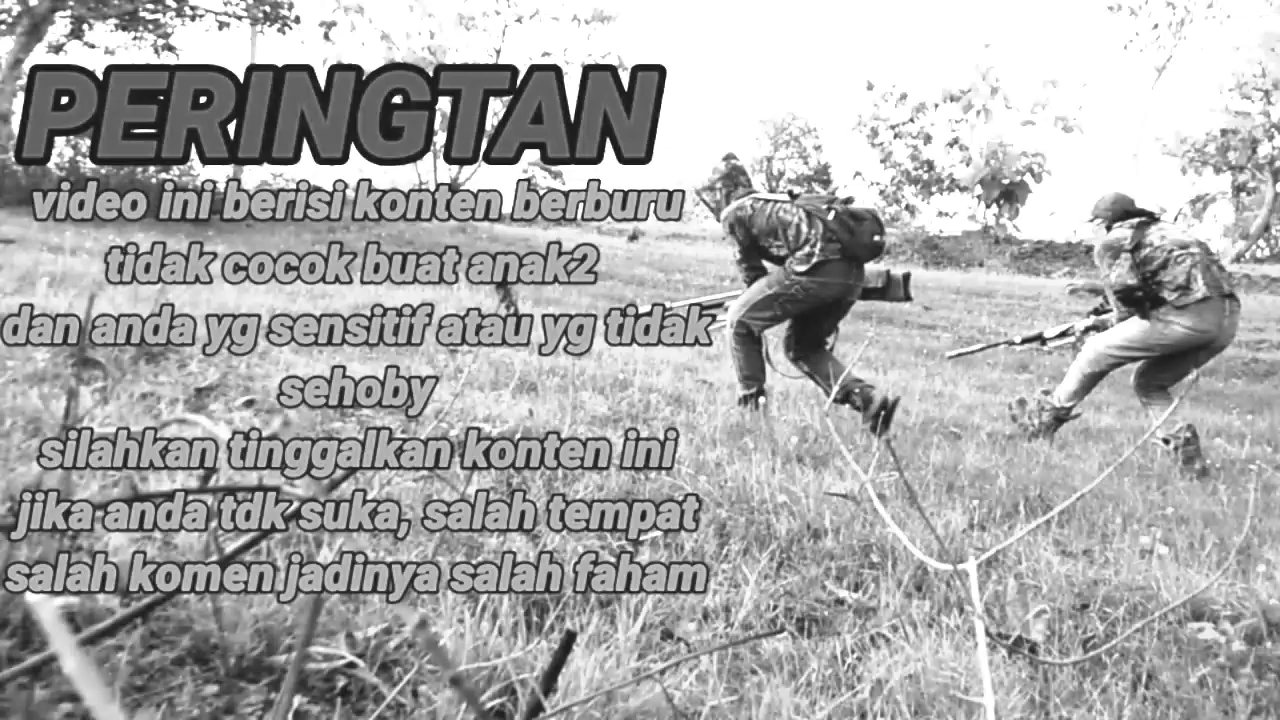 PERINGTAN
video ini berisi konten berburu
tidak cocok buat anak2
dan anda yg sensitif atau yg tidak
sehoby
silahkan tinggalkan konten ini
jika anda tdk suka, salah tempat
salah komen jadinya salah faham